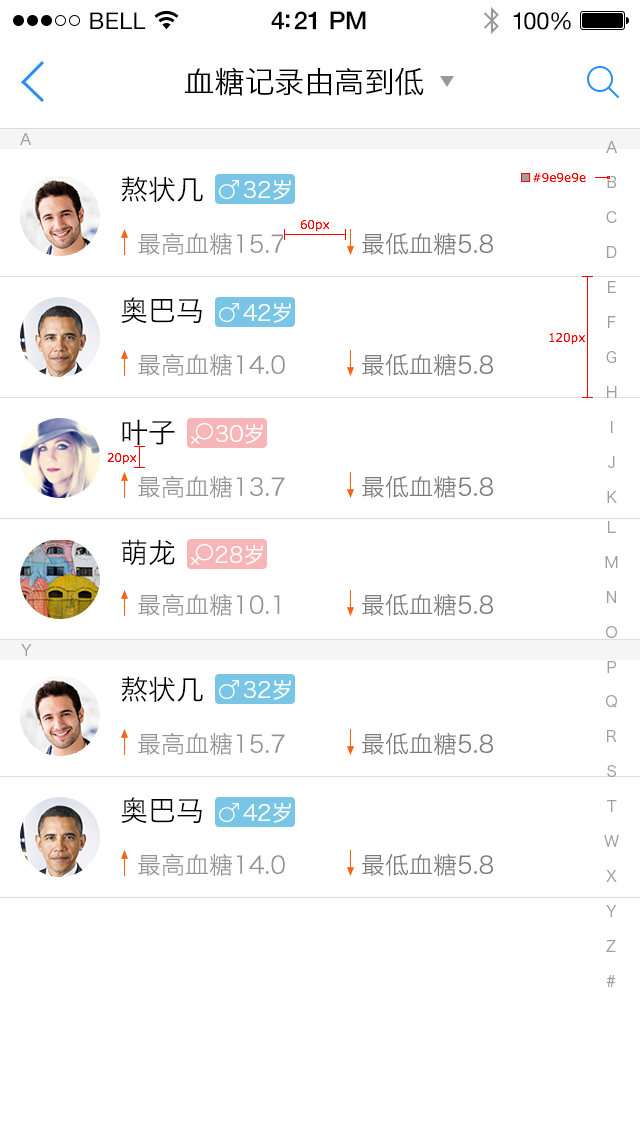 BELL 4:21 PM 100%
血糖记录由高到低
A
熬状几 32岁
最高血糖15.7 60px 最低血糖5.8
#9e9e9e
奥巴马 42岁
最高血糖14.0 最低血糖5.8
120px
叶子 30岁
20px
最高血糖13.7 最低血糖5.8
萌龙 28岁
最高血糖10.1 最低血糖5.8
Y
熬状几 32岁
最高血糖15.7 最低血糖5.8
奥巴马 42岁
最高血糖14.0 最低血糖5.8
A
B
C
D
E
F
G
H
I
J
K
L
M
N
O
P
Q
R
S
T
W
X
Y
Z
#